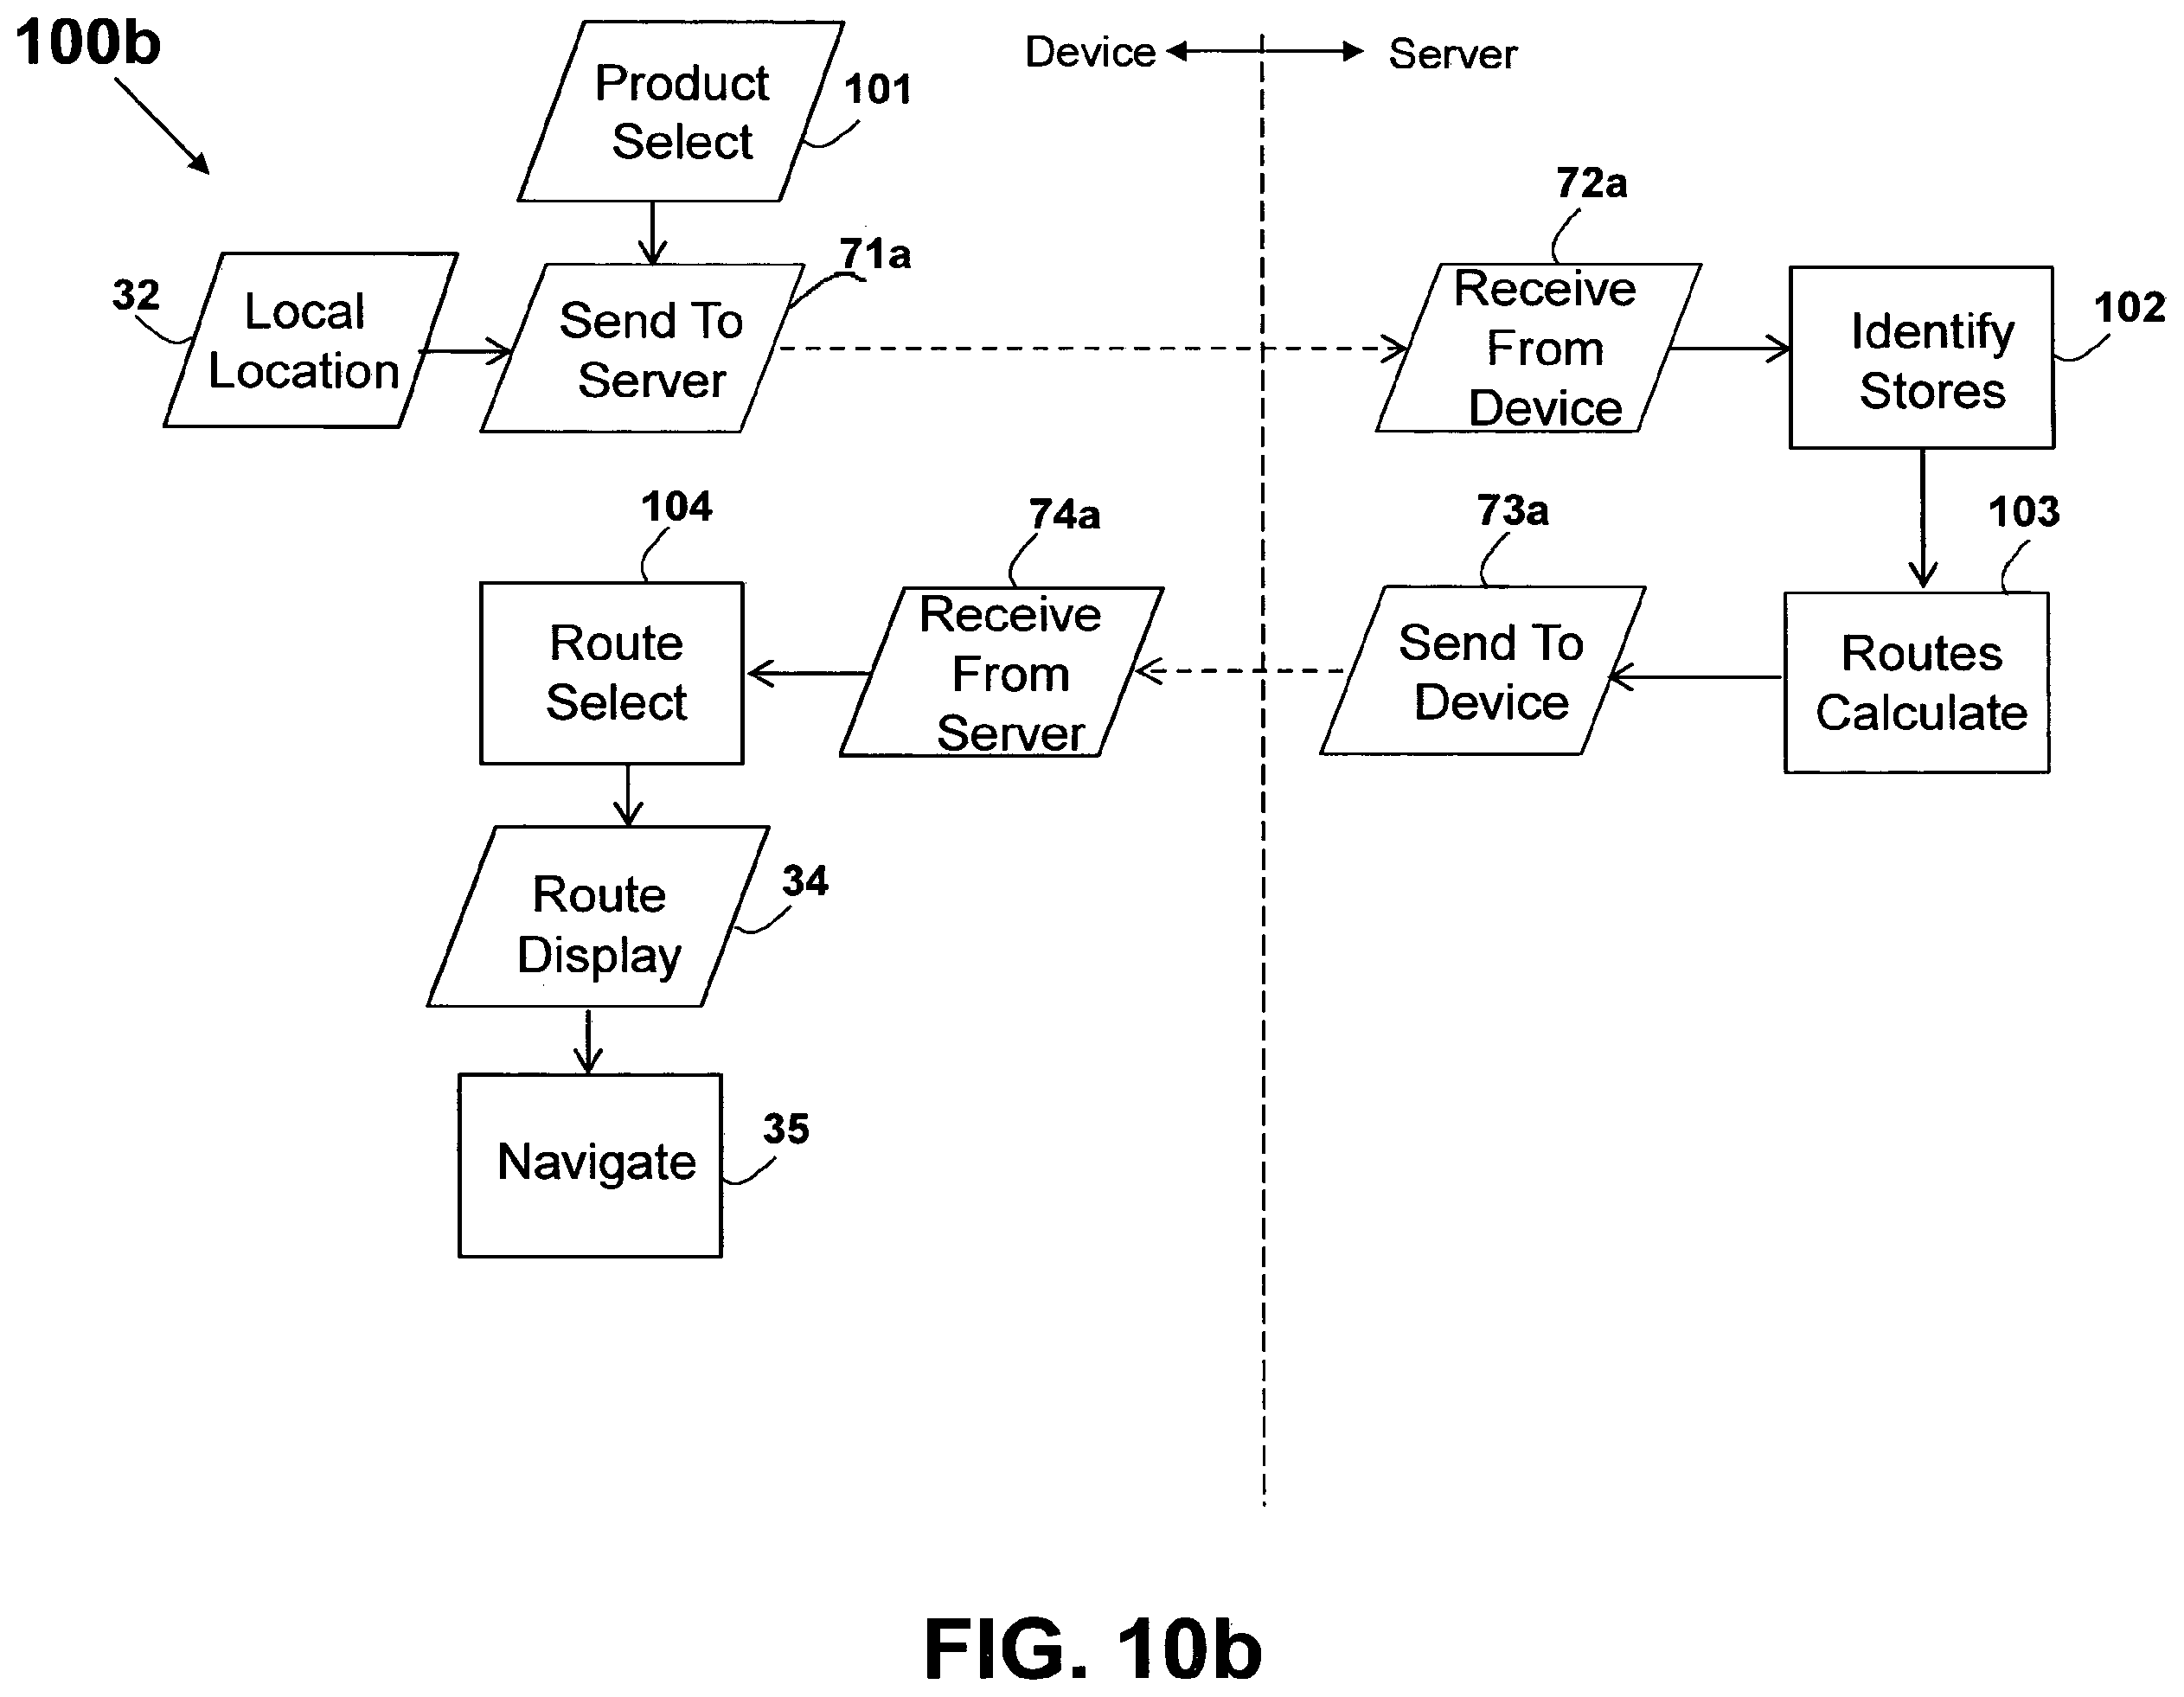 100b
Device
Server
Product
Select
101
Local
Location
32
Send To
Server
71a
72a
Receive
From
Device
Identify
Stores
102
104
Route
Select
74a
Receive
From
Server
73a
Send To
Device
103
Routes
Calculate
Route
Display
34
Navigate
35
FIG. 10b